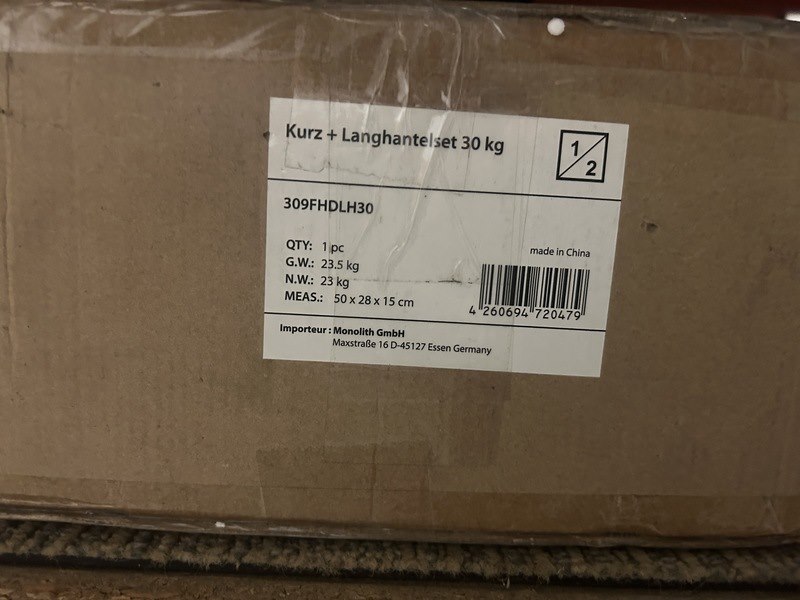 Kurz + Langhantelset 30 kg
1/2
309FHDLH30
QTY: 1 pc
G.W.: 23.5 kg
N.W.: 23 kg
MEAS.: 50 x 28 x 15 cm
made in China
4 260694 720479
Importeur : Monolith GmbH
Maxstraße 16 D-45127 Essen Germany